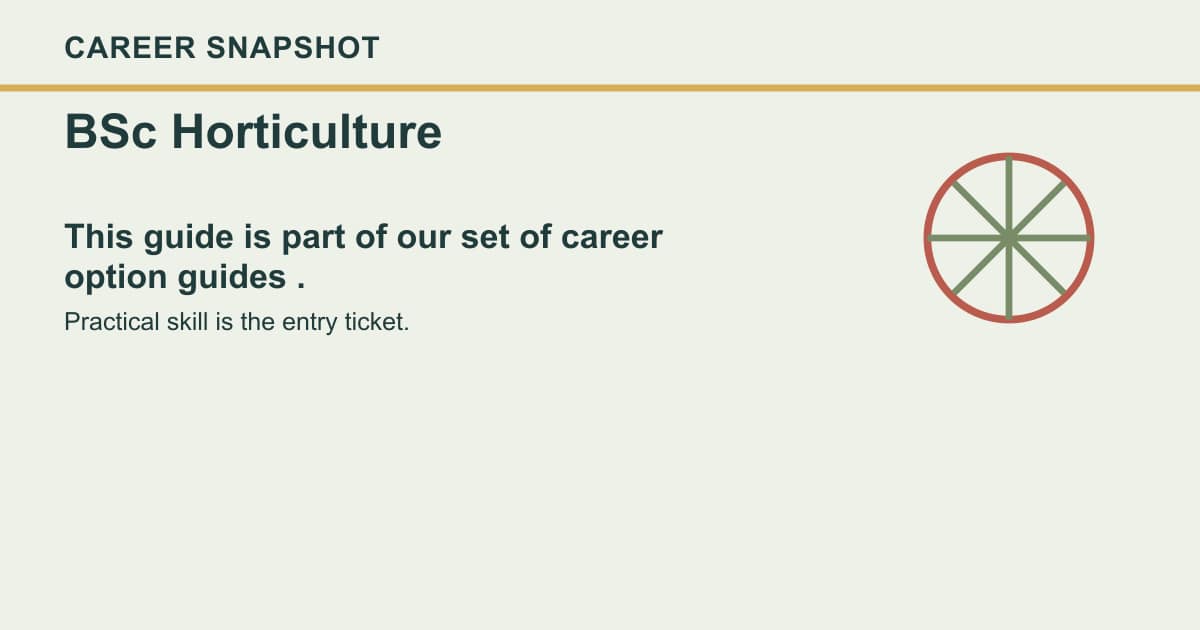 CAREER SNAPSHOT
BSc Horticulture
This guide is part of our set of career
option guides .
Practical skill is the entry ticket.